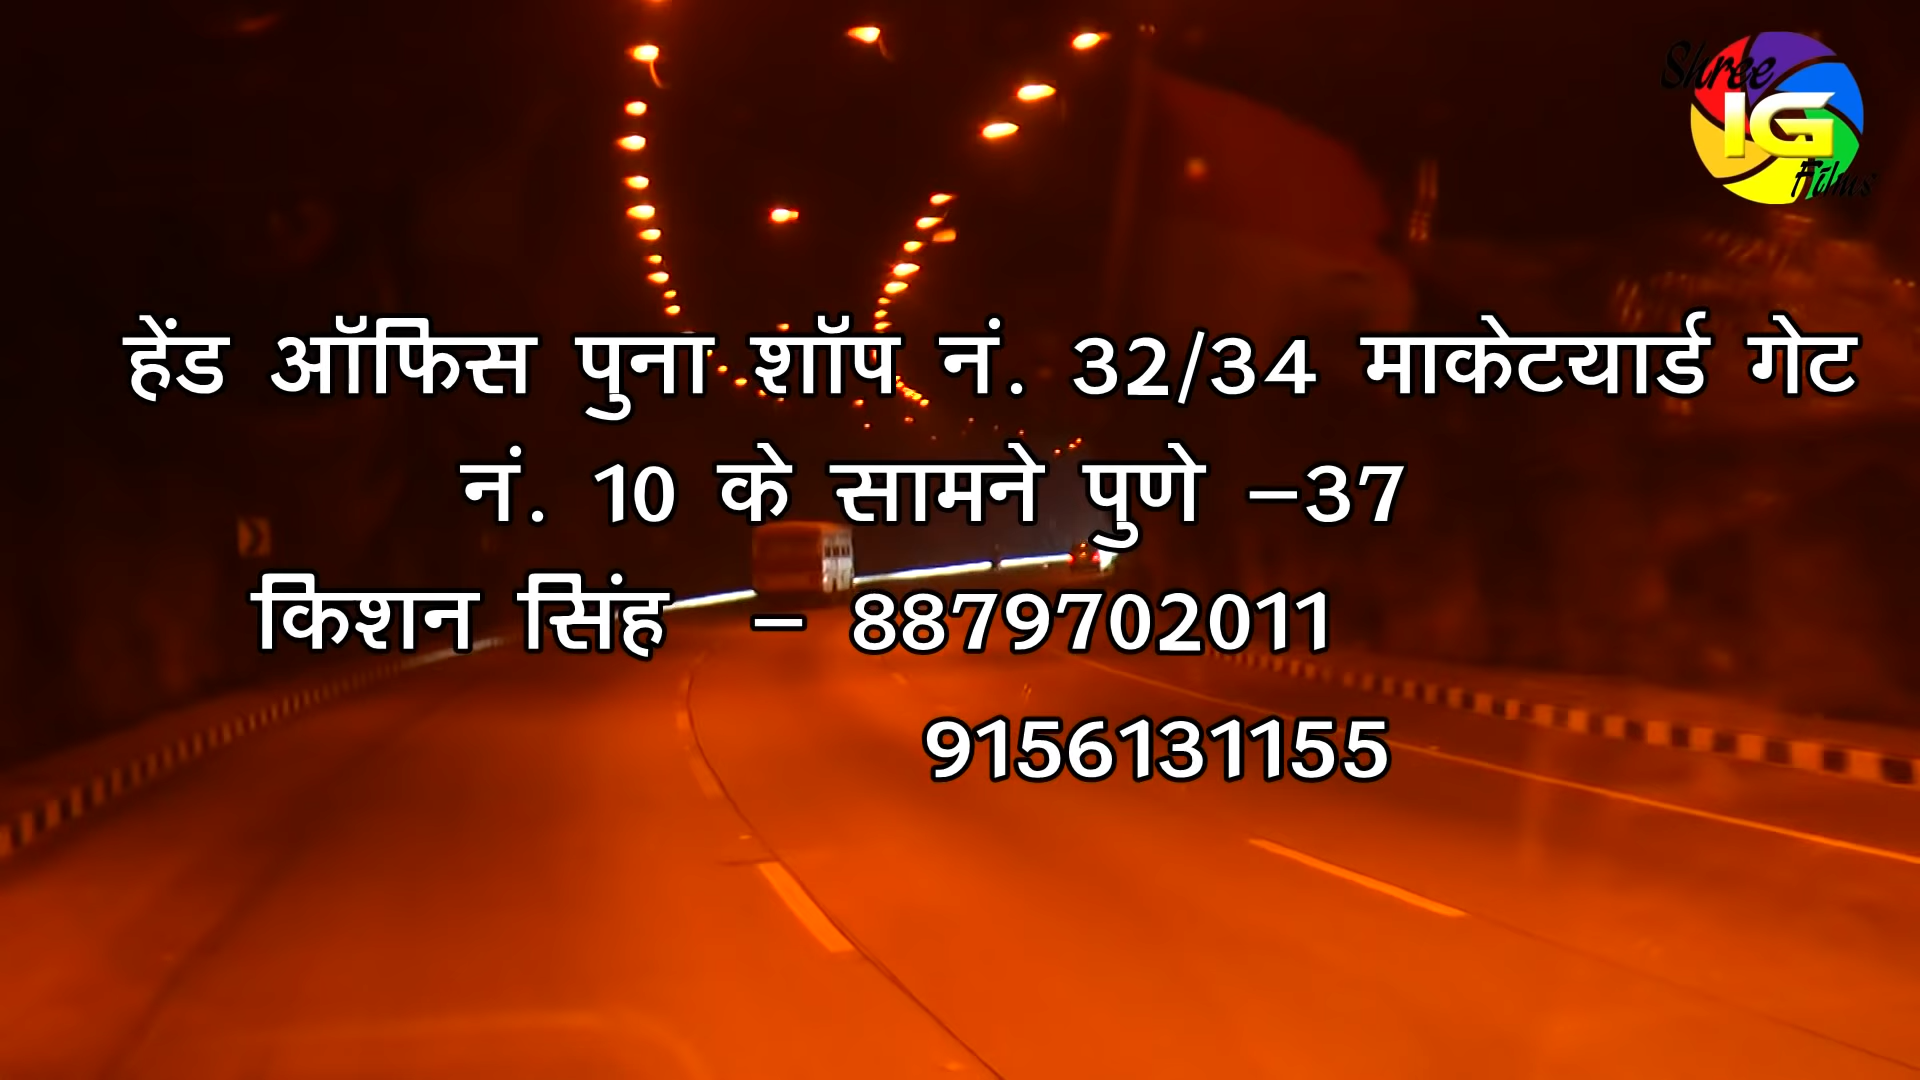 Shree
IG
Films
हेंड ऑफिस पुना शॉप नं. 32/34 माकेटयार्ड गेट
नं. 10 के सामने पुणे –37
किशन सिंह – 8879702011
9156131155